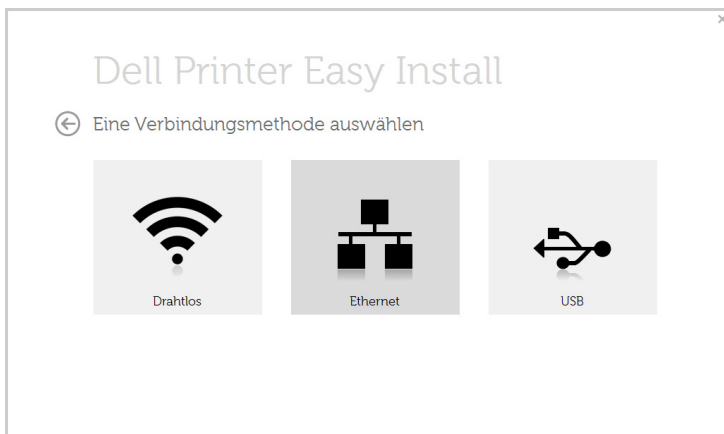 Dell Printer Easy Install
Eine Verbindungsmethode auswählen
Drahtlos
Ethernet
USB